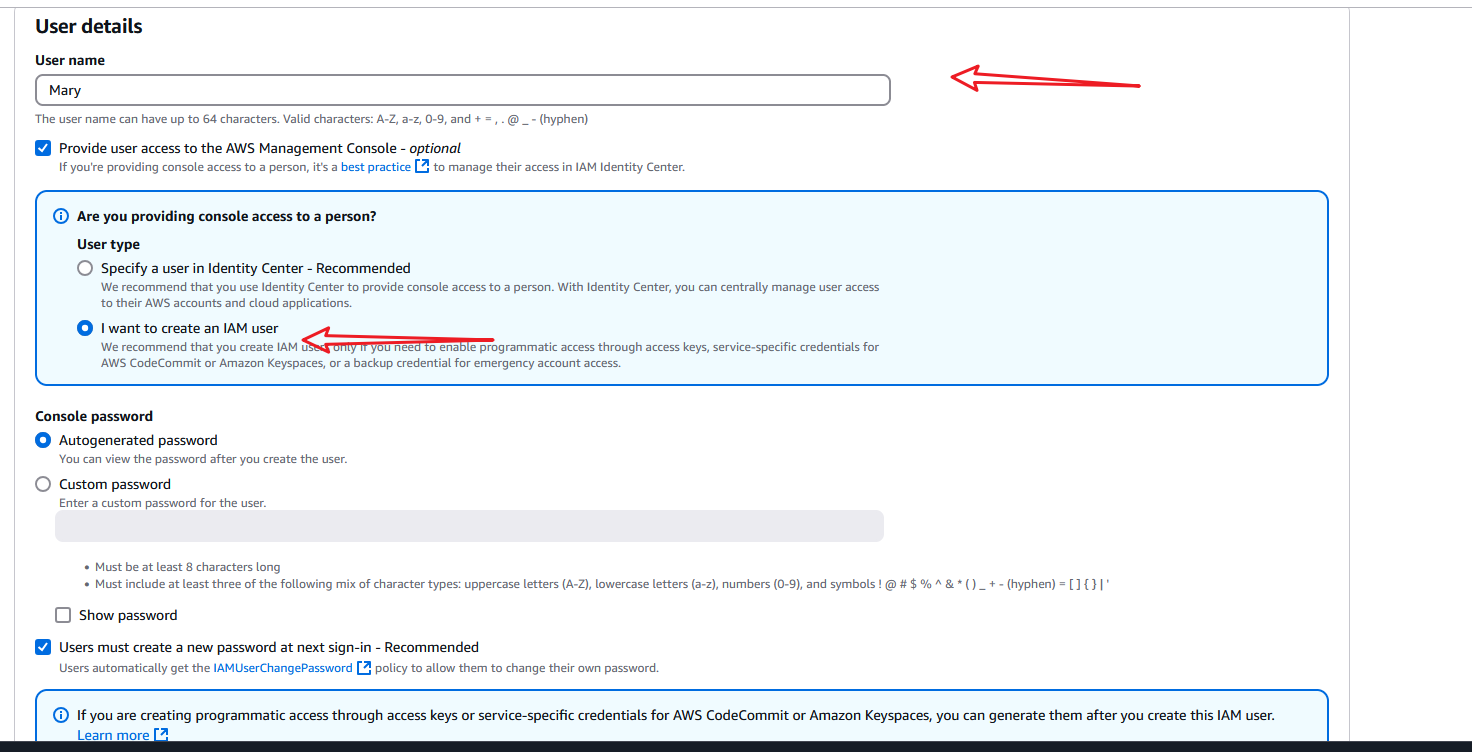 User details
User name
Mary
The user name can have up to 64 characters. Valid characters: A-Z, a-z, 0-9, and + = , . @ _ - (hyphen)
Provide user access to the AWS Management Console - optional
If you're providing console access to a person, it's a best practice to manage their access in IAM Identity Center.
Are you providing console access to a person?
User type
Specify a user in Identity Center - Recommended
We recommend that you use Identity Center to provide console access to a person. With Identity Center, you can centrally manage user access
to their AWS accounts and cloud applications.
I want to create an IAM user
We recommend that you create IAM users only if you need to enable programmatic access through access keys, service-specific credentials for
AWS CodeCommit or Amazon Keyspaces, or a backup credential for emergency account access.
Console password
Autogenerated password
You can view the password after you create the user.
Custom password
Enter a custom password for the user.
• Must be at least 8 characters long
• Must include at least three of the following mix of character types: uppercase letters (A-Z), lowercase letters (a-z), numbers (0-9), and symbols ! @ # $ % ^ & * ( ) _ + - (hyphen) = [ ] { } | '
Show password
Users must create a new password at next sign-in - Recommended
Users automatically get the IAMUserChangePassword policy to allow them to change their own password.
If you are creating programmatic access through access keys or service-specific credentials for AWS CodeCommit or Amazon Keyspaces, you can generate them after you create this IAM user.
Learn more